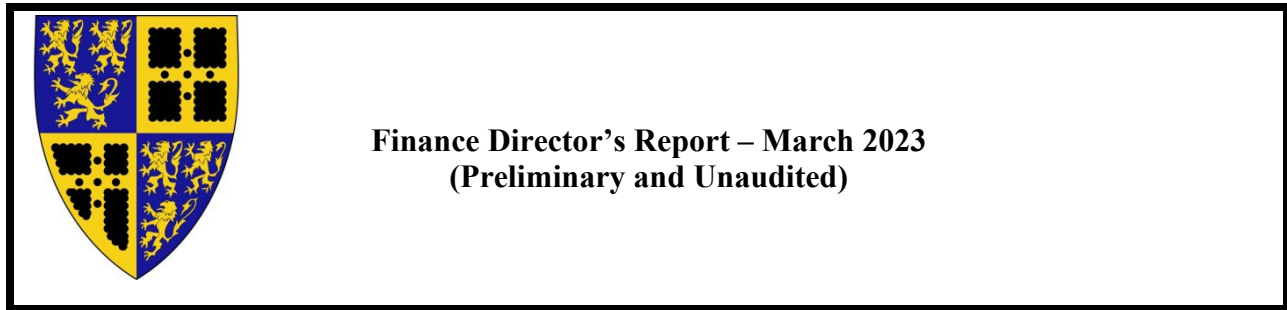 Finance Director’s Report – March 2023
(Preliminary and Unaudited)